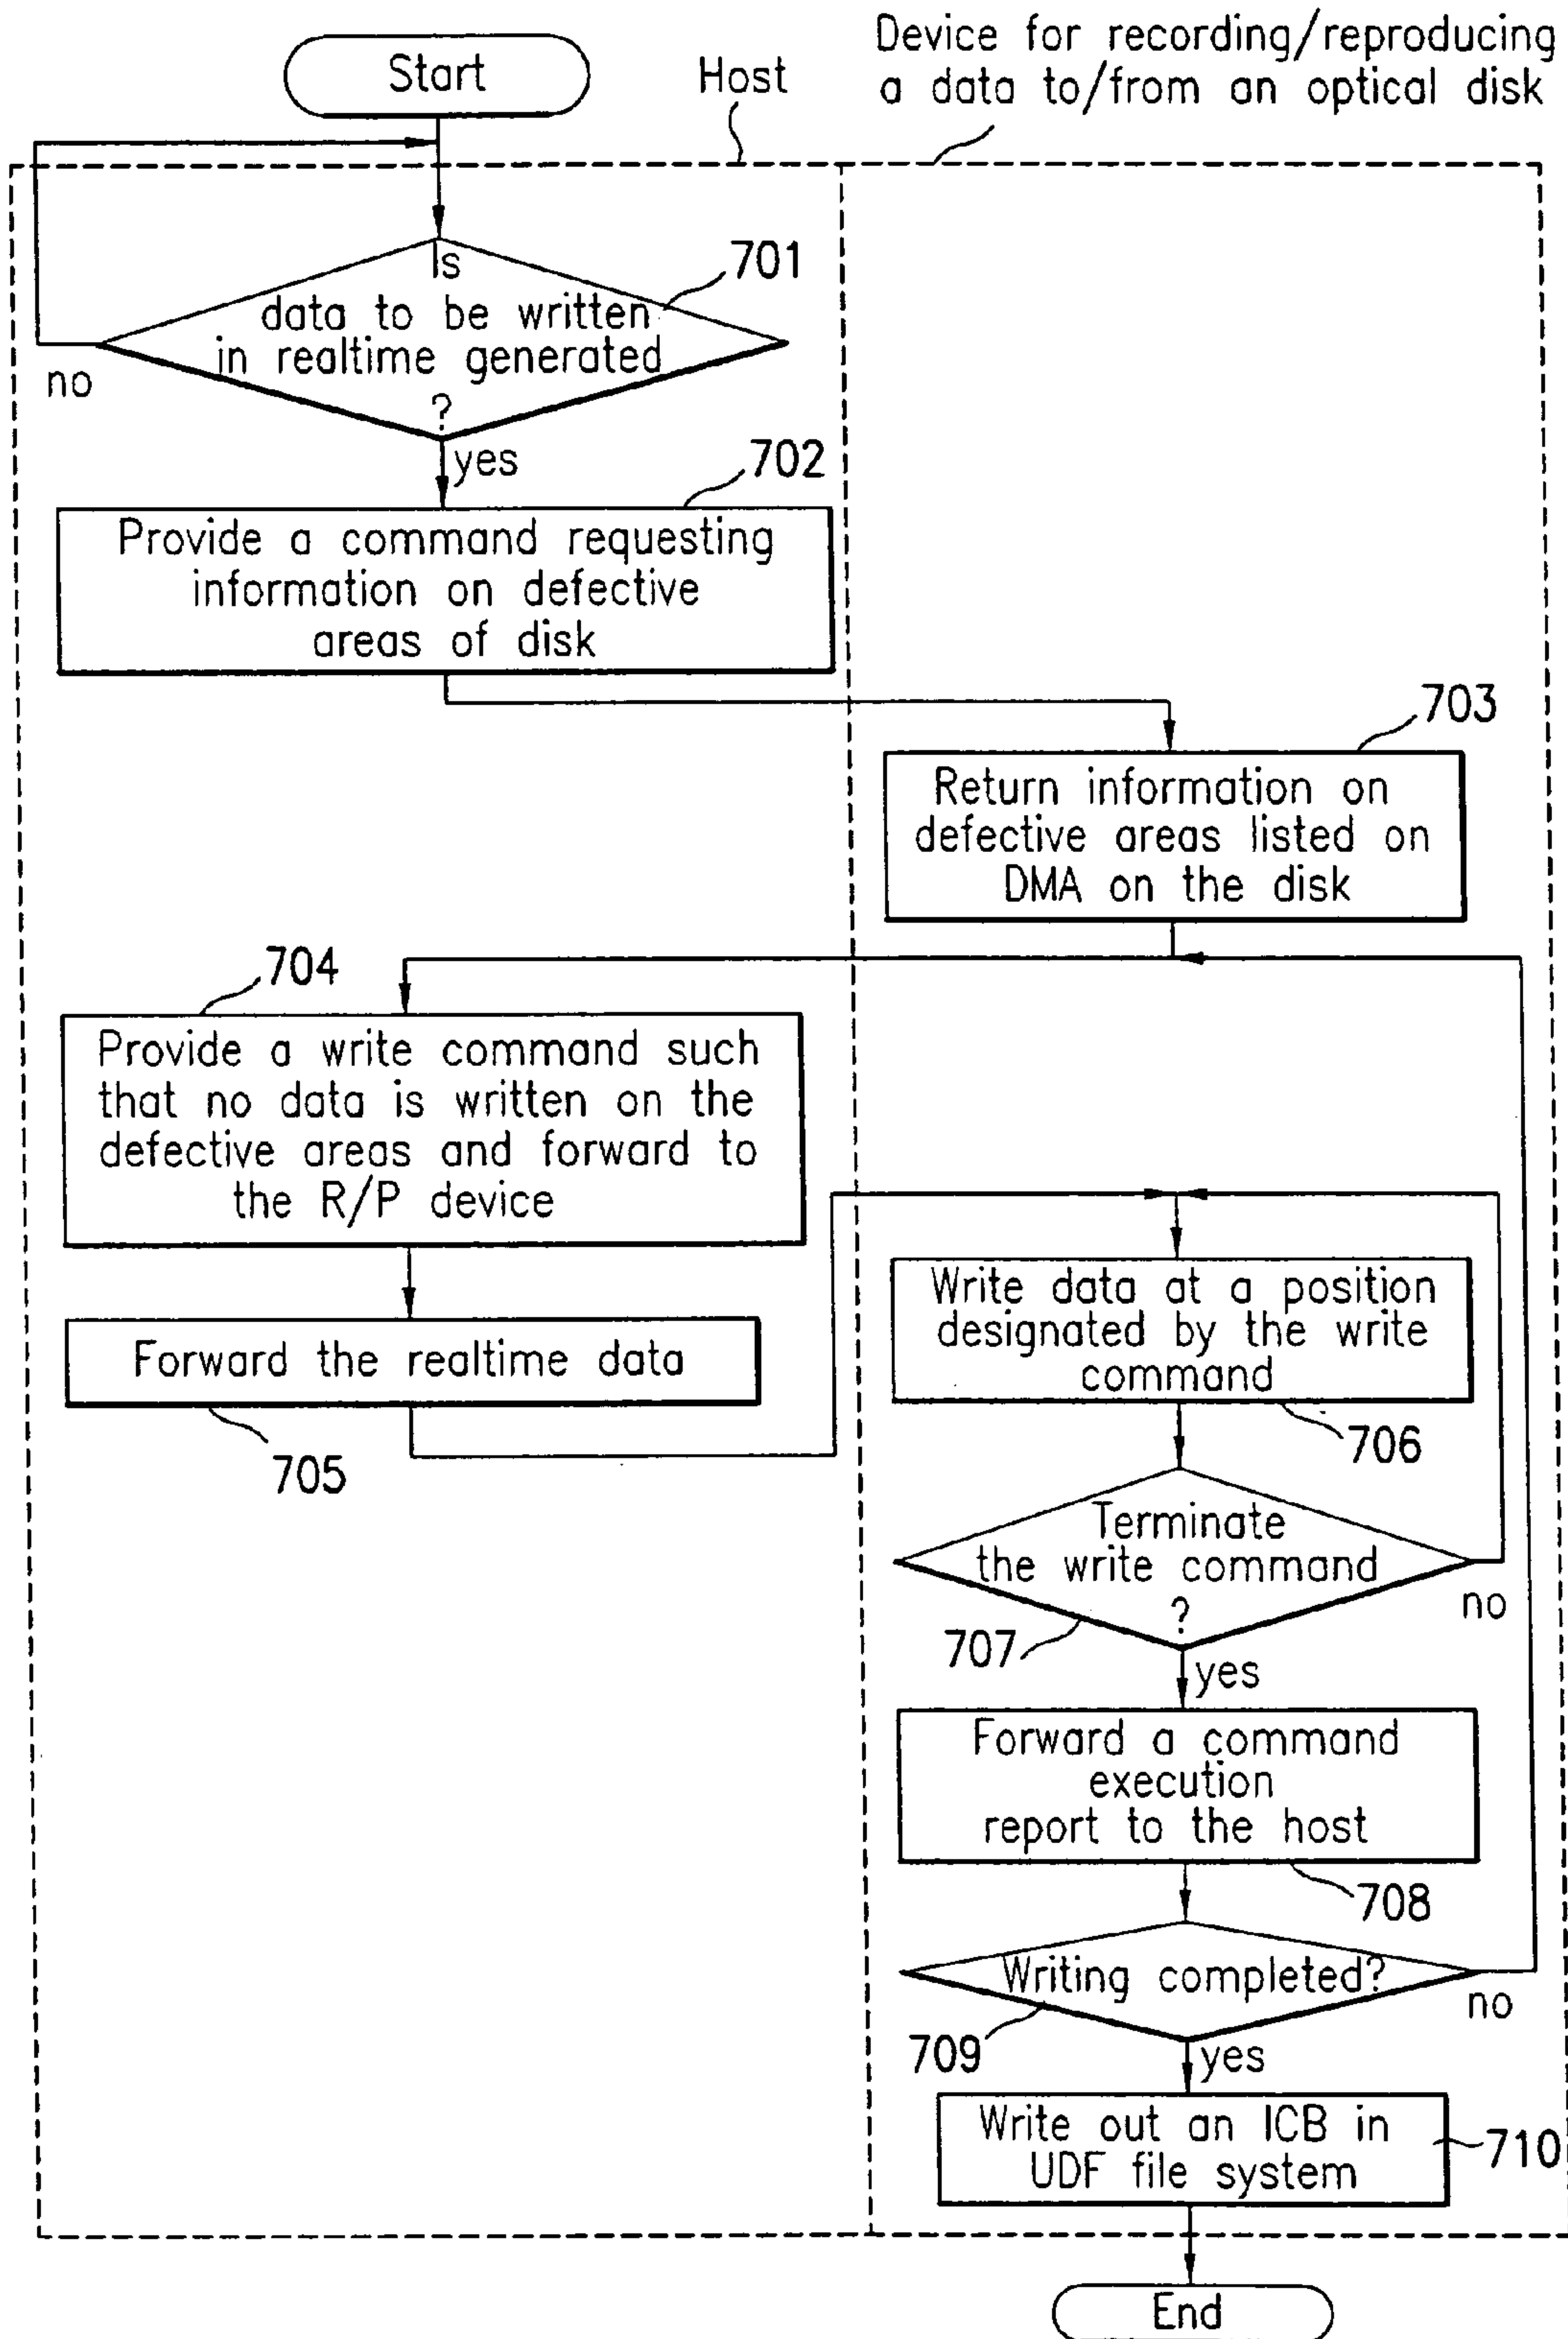 Start
Host
Device for recording/reproducing
a data to/from an optical disk
Is
data to be written
in realtime generated
?
701
no
yes
702
Provide a command requesting
information on defective
areas of disk
703
Return information on
defective areas listed on
DMA on the disk
704
Provide a write command such
that no data is written on the
defective areas and forward to
the R/P device
Forward the realtime data
705
Write data at a position
designated by the write
command
706
Terminate
the write command
?
no
707
yes
Forward a command
execution
report to the host
708
Writing completed?
no
709
yes
Write out an ICB in
UDF file system
710
End